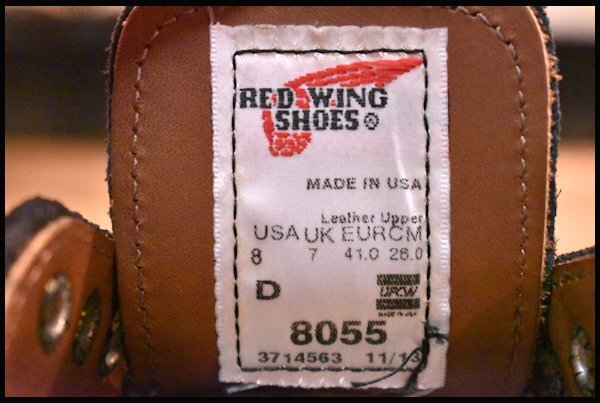 RED WING
SHOES®
MADE IN USA
Leather Upper
USA UK EUR CM
8 7 41.0 26.0
D
UFCW
MADE IN USA
8055
3714563 11/13